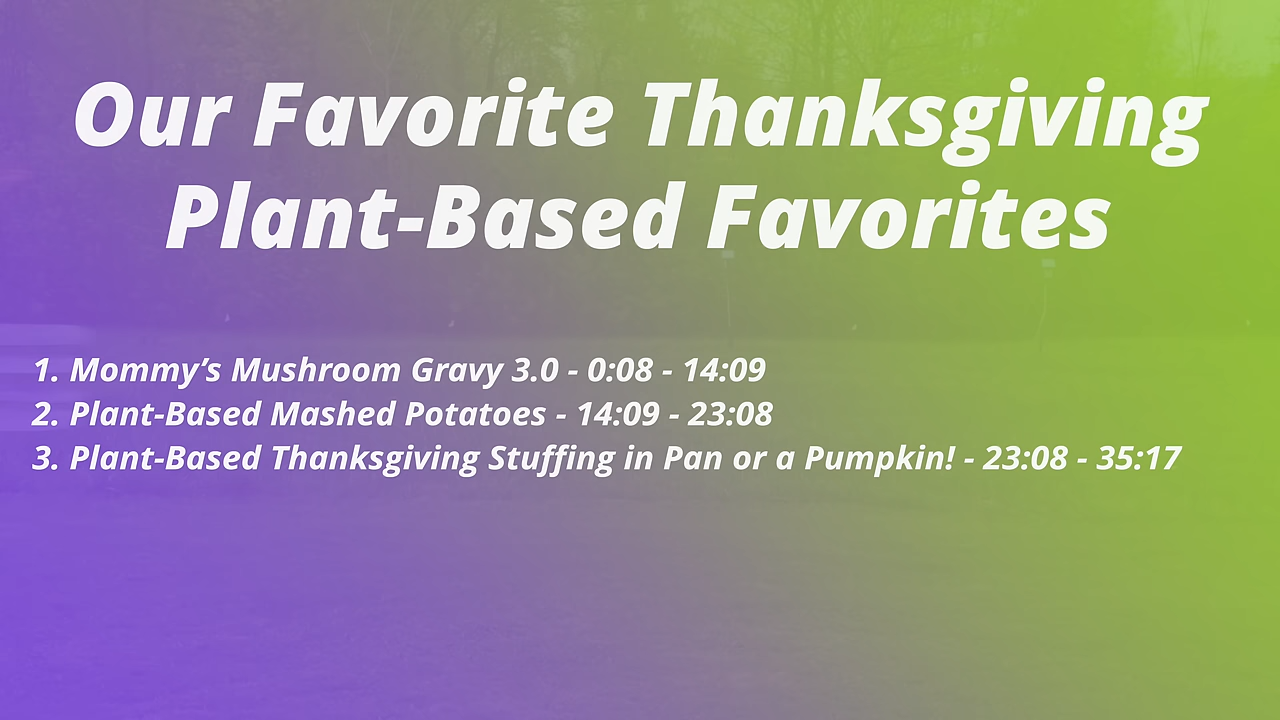 Our Favorite Thanksgiving
Plant-Based Favorites
1. Mommy’s Mushroom Gravy 3.0 - 0:08 - 14:09
2. Plant-Based Mashed Potatoes - 14:09 - 23:08
3. Plant-Based Thanksgiving Stuffing in Pan or a Pumpkin! - 23:08 - 35:17